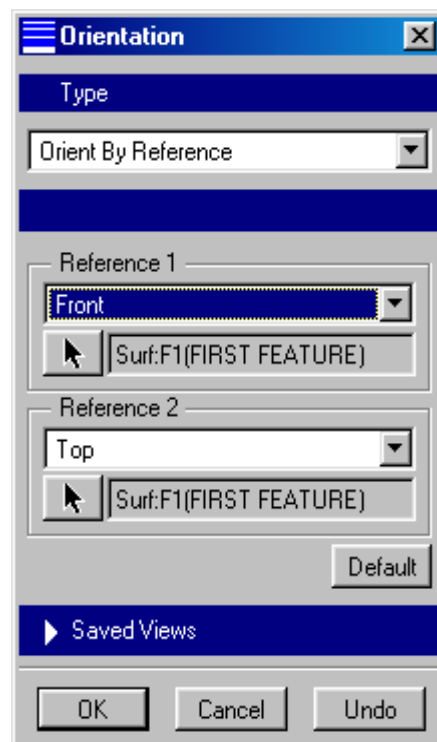 Orientation
Type
Orient By Reference
Reference 1
Front
Surf:F1(FIRST FEATURE)
Reference 2
Top
Surf:F1(FIRST FEATURE)
Default
Saved Views
OK Cancel Undo